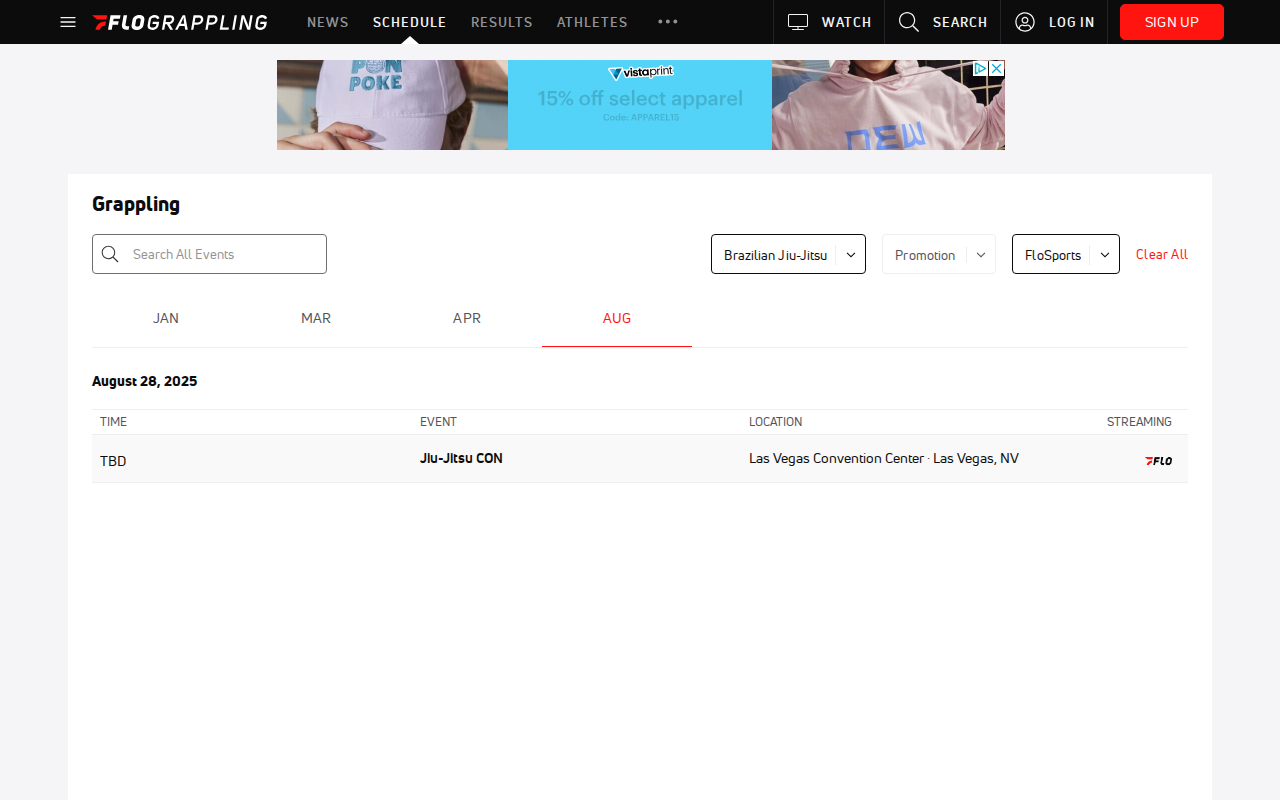 FLOGRAPPLING NEWS SCHEDULE RESULTS ATHLETES WATCH SEARCH LOG IN SIGN UP
PON
POKE
vistaprint
15% off select apparel
Code: APPAREL15
Grappling
Search All Events Brazilian Jiu-Jitsu Promotion FloSports Clear All
JAN MAR APR AUG
August 28, 2025
TIME EVENT LOCATION STREAMING
TBD Jiu-Jitsu CON Las Vegas Convention Center · Las Vegas, NV FLO